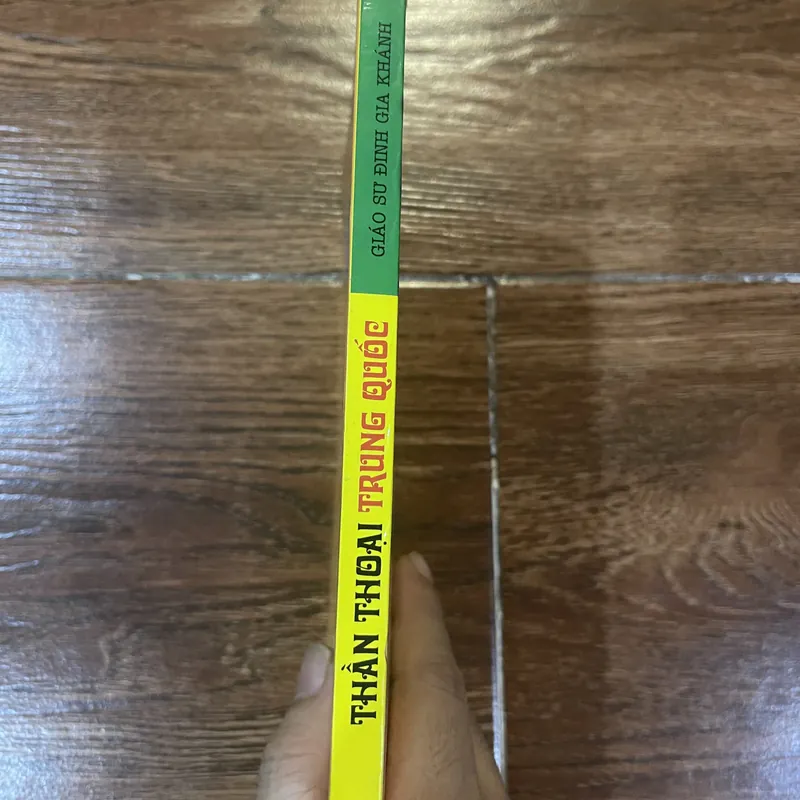 THẦN THOẠI TRUNG QUỐC
GIÁO SƯ ĐINH GIA KHÁNH